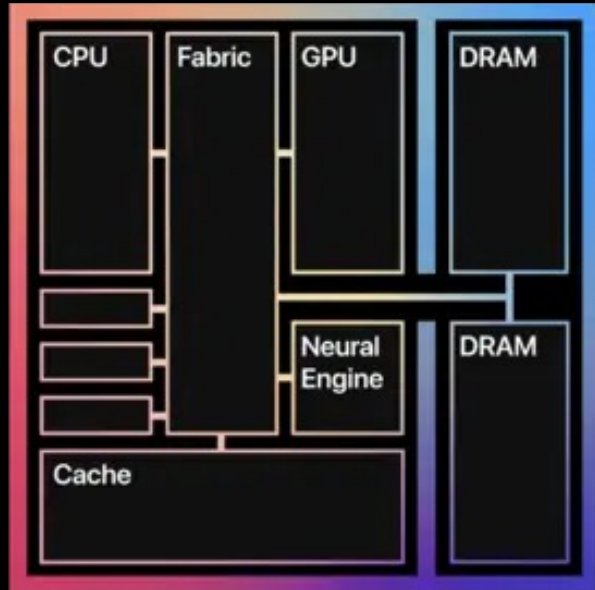 CPU
Fabric
GPU
DRAM
Neural
Engine
DRAM
Cache